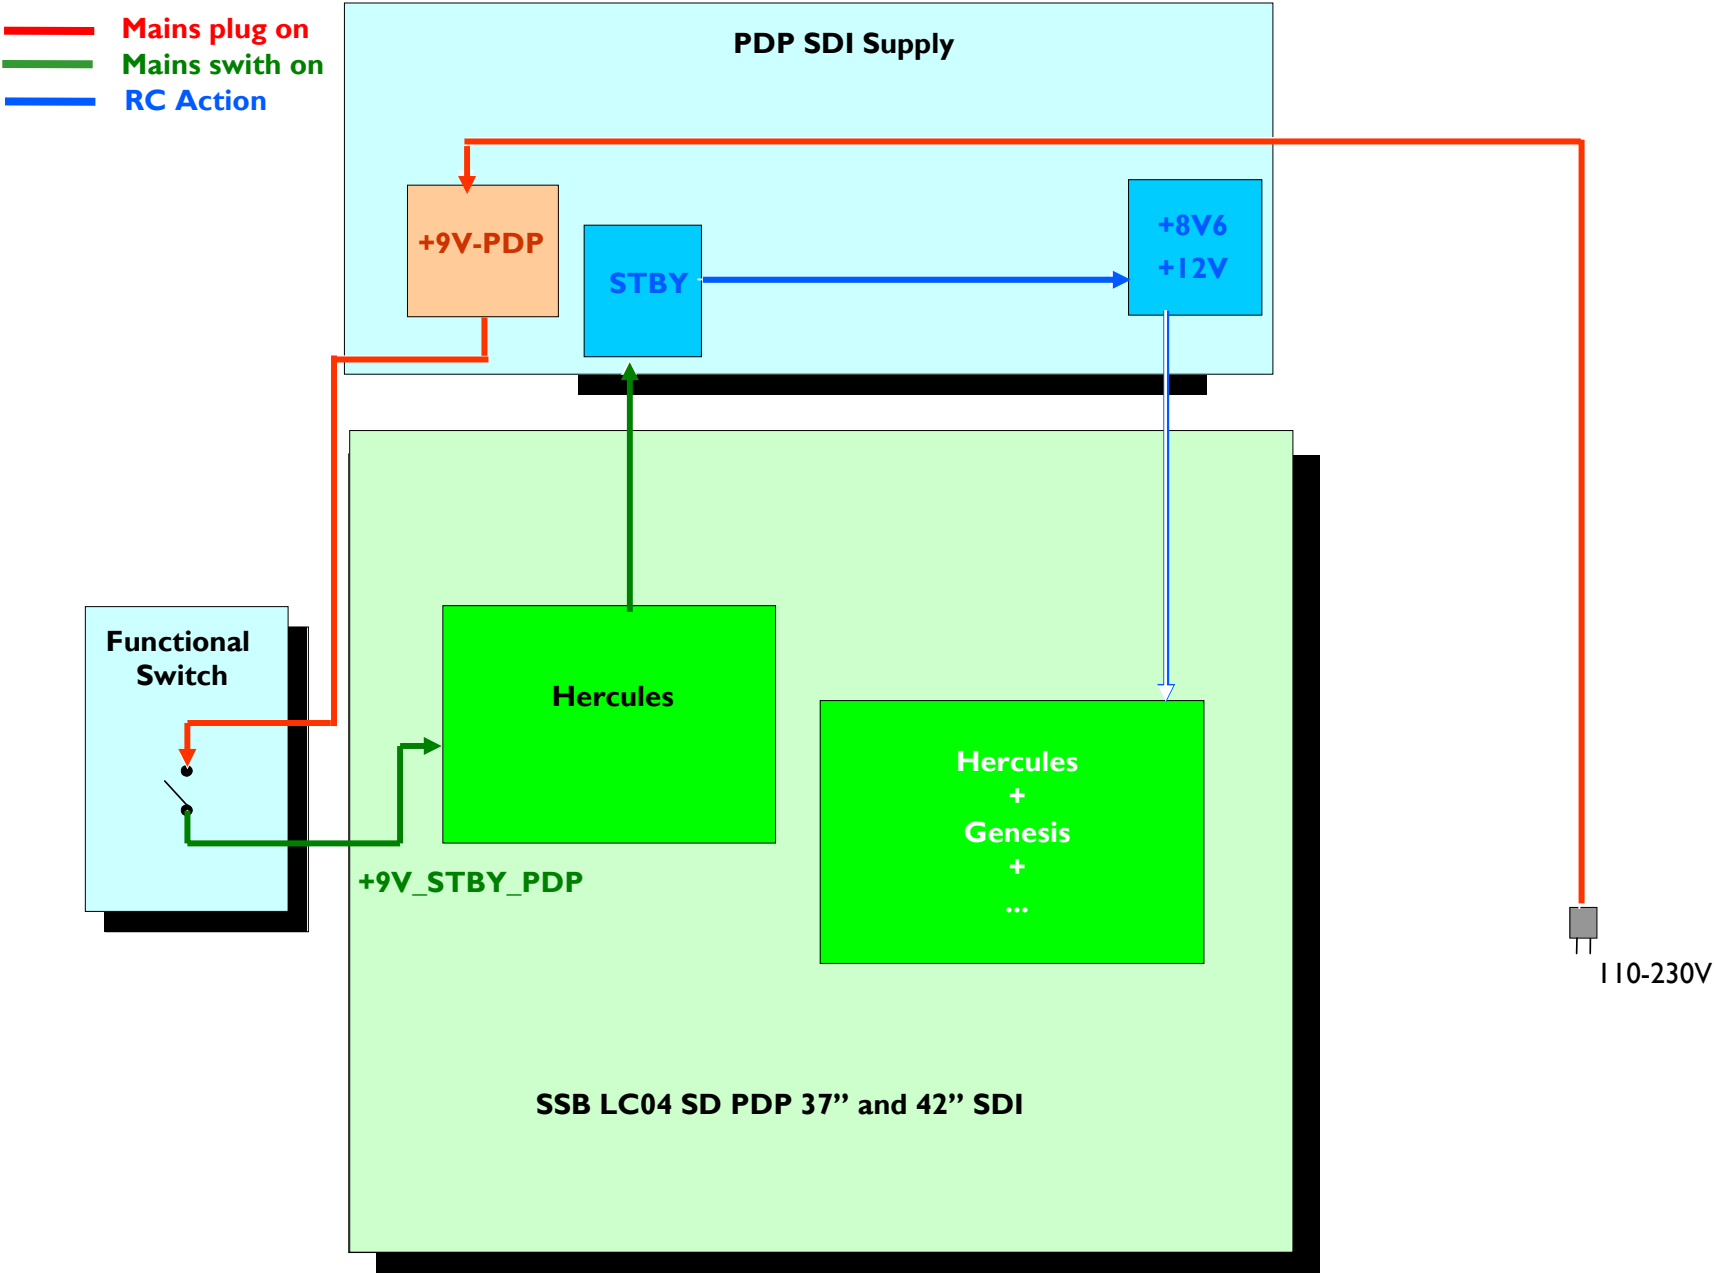 Mains plug on
Mains swith on
RC Action
PDP SDI Supply
+9V-PDP
STBY
+8V6
+12V
Functional
Switch
Hercules
Hercules
+
Genesis
+
...
+9V_STBY_PDP
110-230V
SSB LC04 SD PDP 37” and 42” SDI